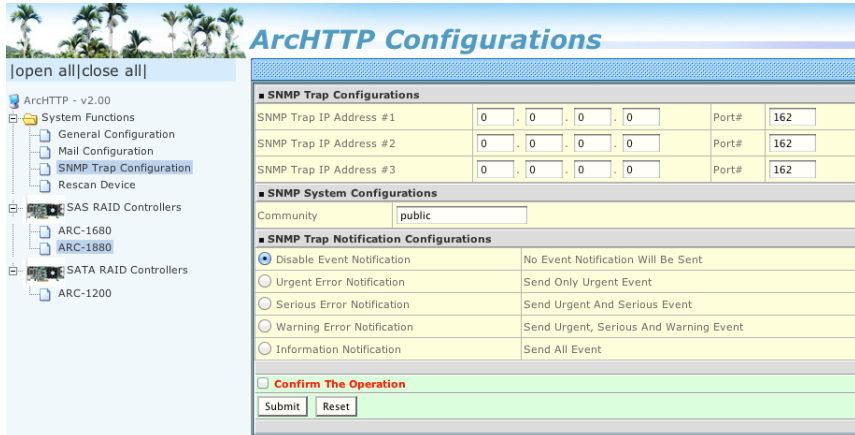 ArcHTTP Configurations
|open all|close all|
ArcHTTP - v2.00
System Functions
General Configuration
Mail Configuration
SNMP Trap Configuration
Rescan Device
SAS RAID Controllers
ARC-1680
ARC-1880
SATA RAID Controllers
ARC-1200
SNMP Trap Configurations
SNMP Trap IP Address #1 0 . 0 . 0 . 0 Port# 162
SNMP Trap IP Address #2 0 . 0 . 0 . 0 Port# 162
SNMP Trap IP Address #3 0 . 0 . 0 . 0 Port# 162
SNMP System Configurations
Community public
SNMP Trap Notification Configurations
Disable Event Notification No Event Notification Will Be Sent
Urgent Error Notification Send Only Urgent Event
Serious Error Notification Send Urgent And Serious Event
Warning Error Notification Send Urgent, Serious And Warning Event
Information Notification Send All Event
Confirm The Operation
Submit Reset